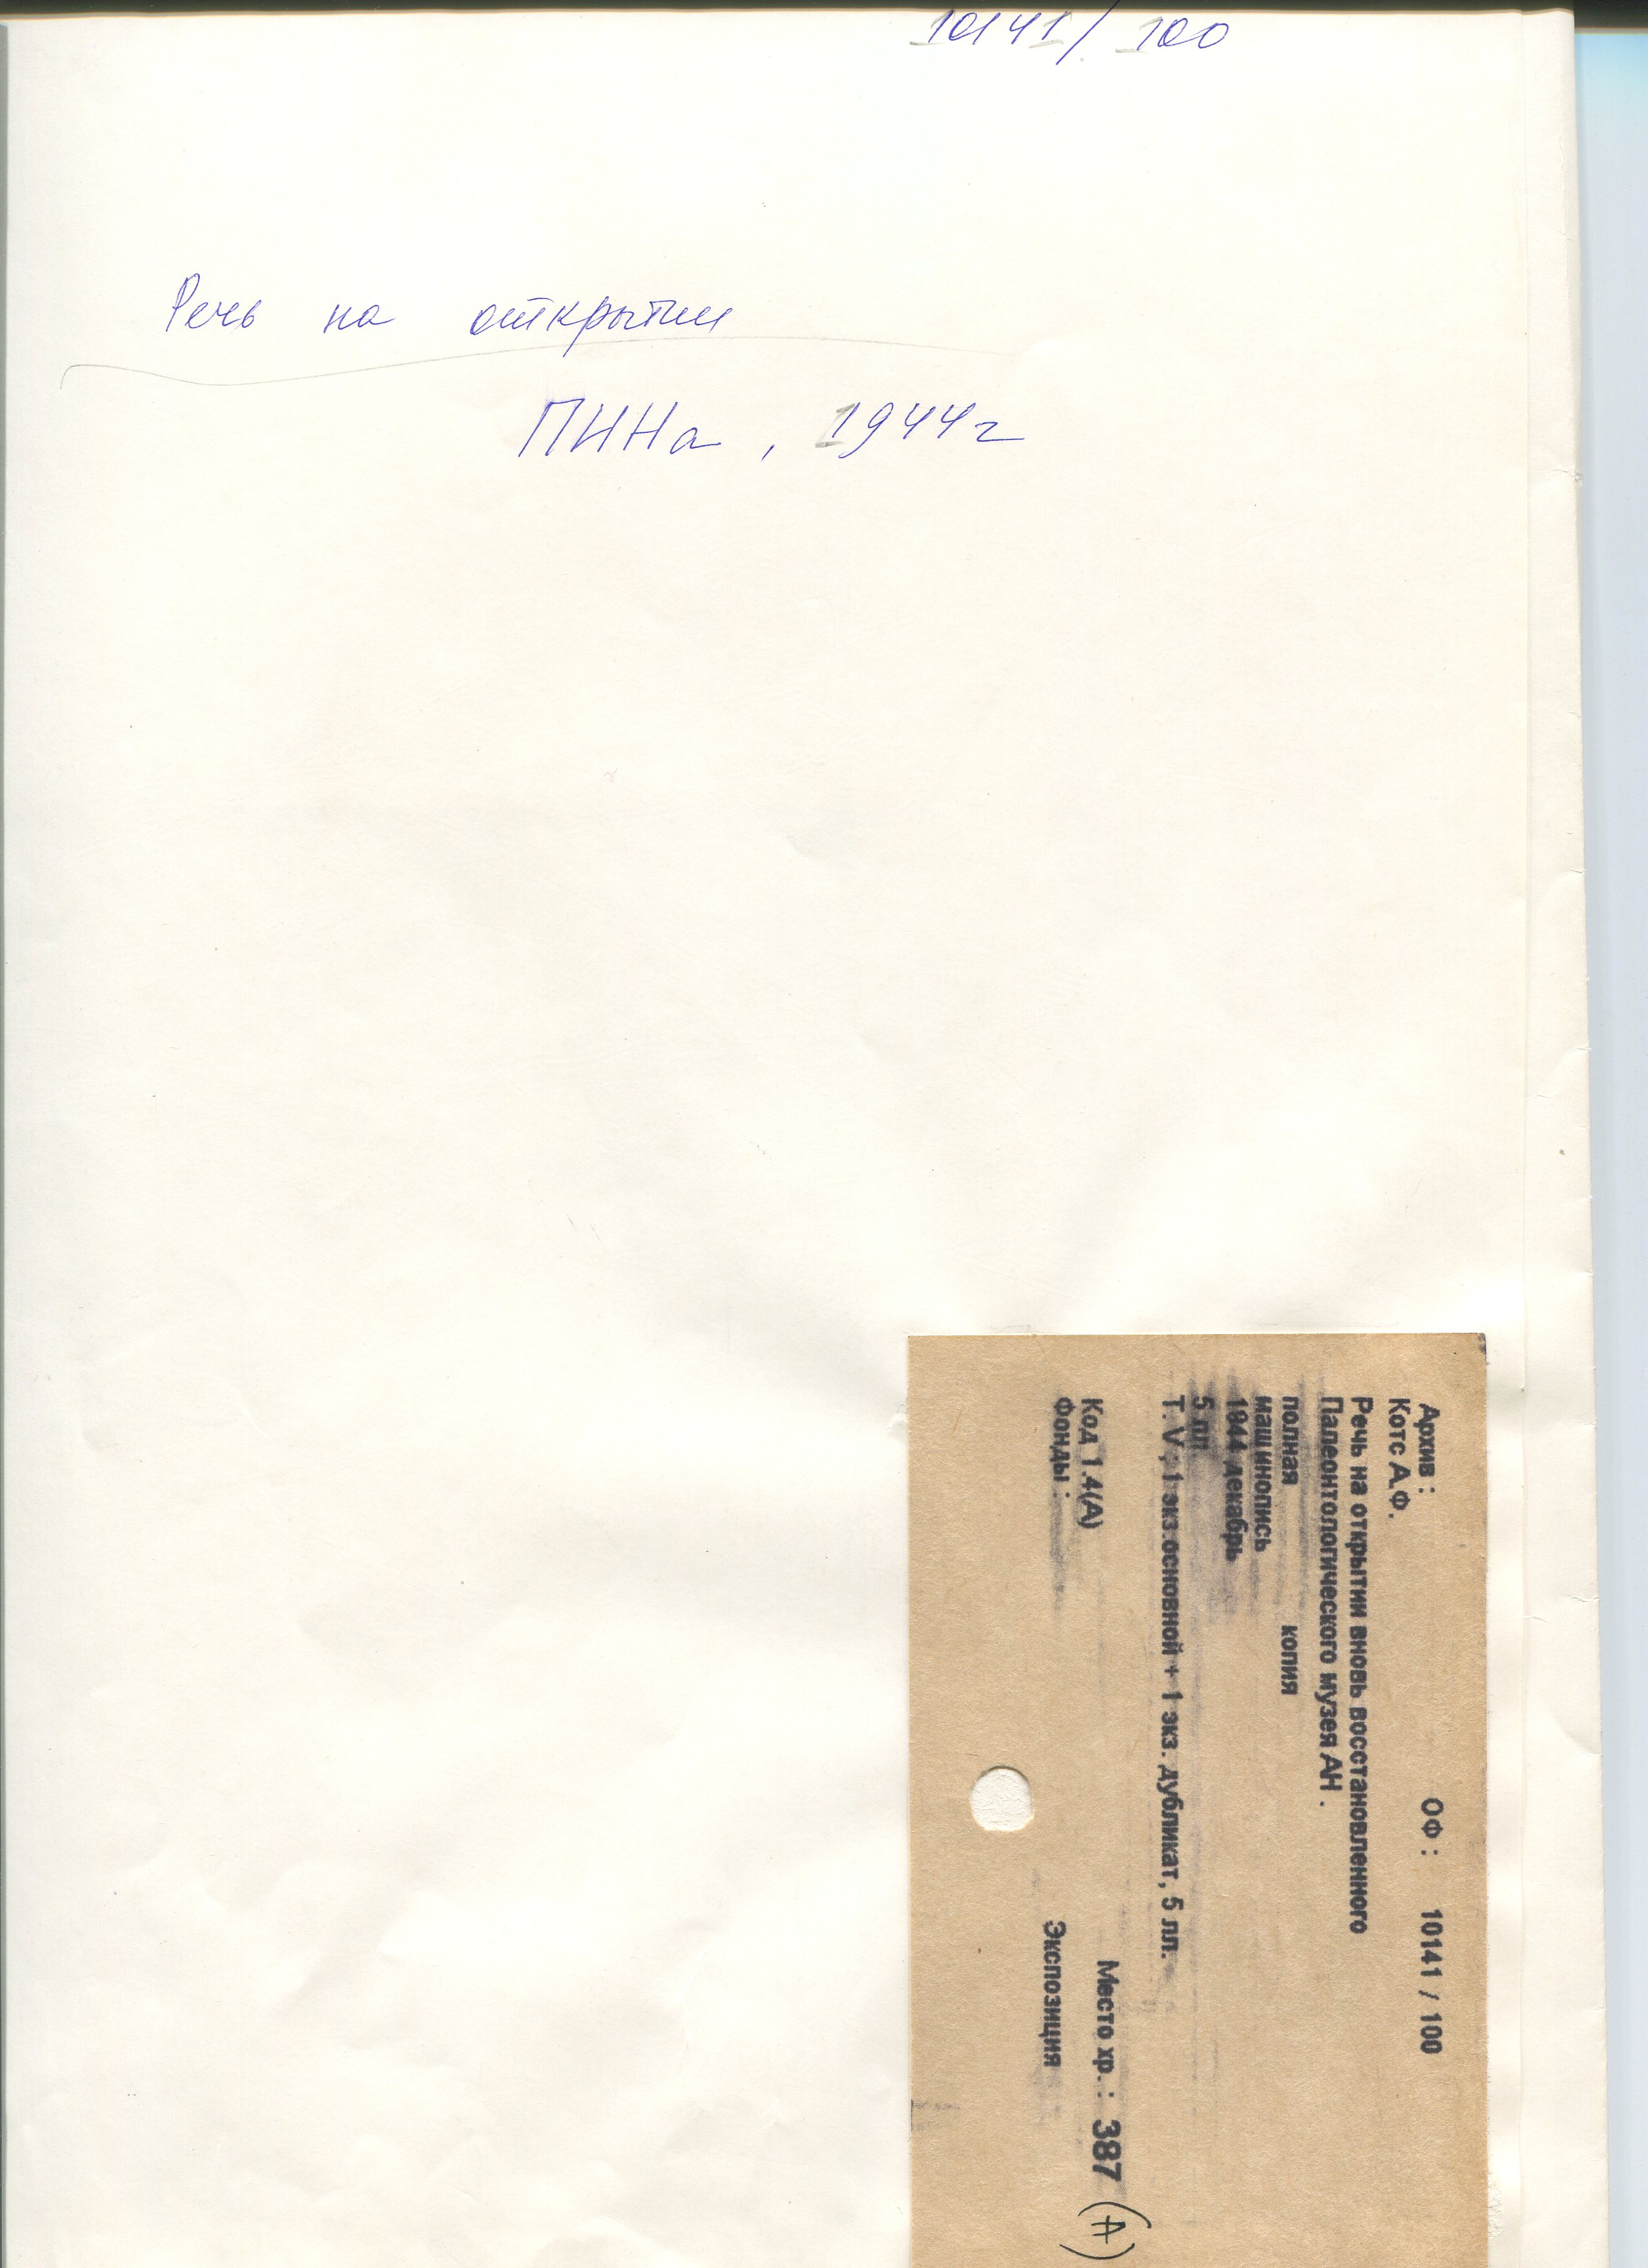 10141/100
Речь на открытии
ПИНа, 1944г
Архив : ОФ : 10141 / 100
Котс А.Ф.
Речь на открытии вновь восстановленного
Палеонтологического музея АН .
полная копия
машинопись
1944 декабрь
5 лл.
Т. V ; 1 экз.основной + 1 экз. дубликат, 5 лл.
Код 1.4(А) Место хр. : 387 (А)
Фонды : Экспозиция